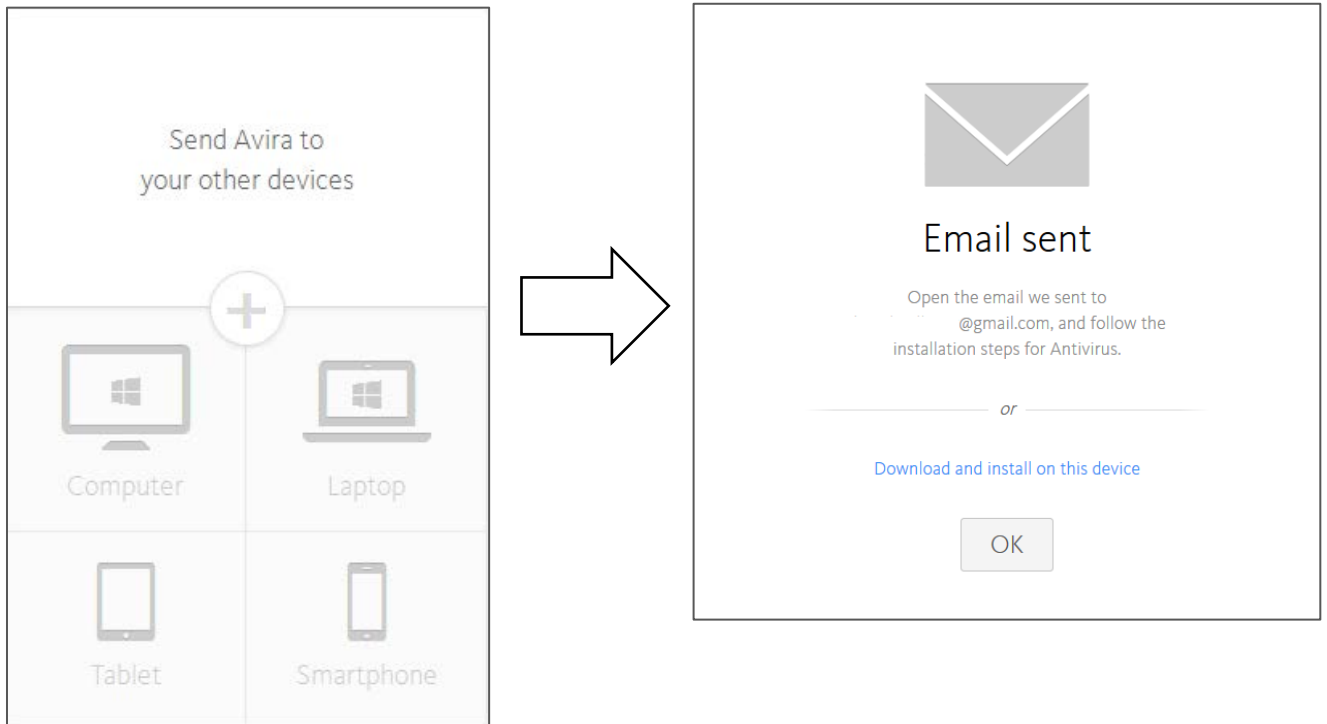 Send Avira to
your other devices
Computer
Laptop
Tablet
Smartphone
Email sent
Open the email we sent to
@gmail.com, and follow the
installation steps for Antivirus.
or
Download and install on this device
OK